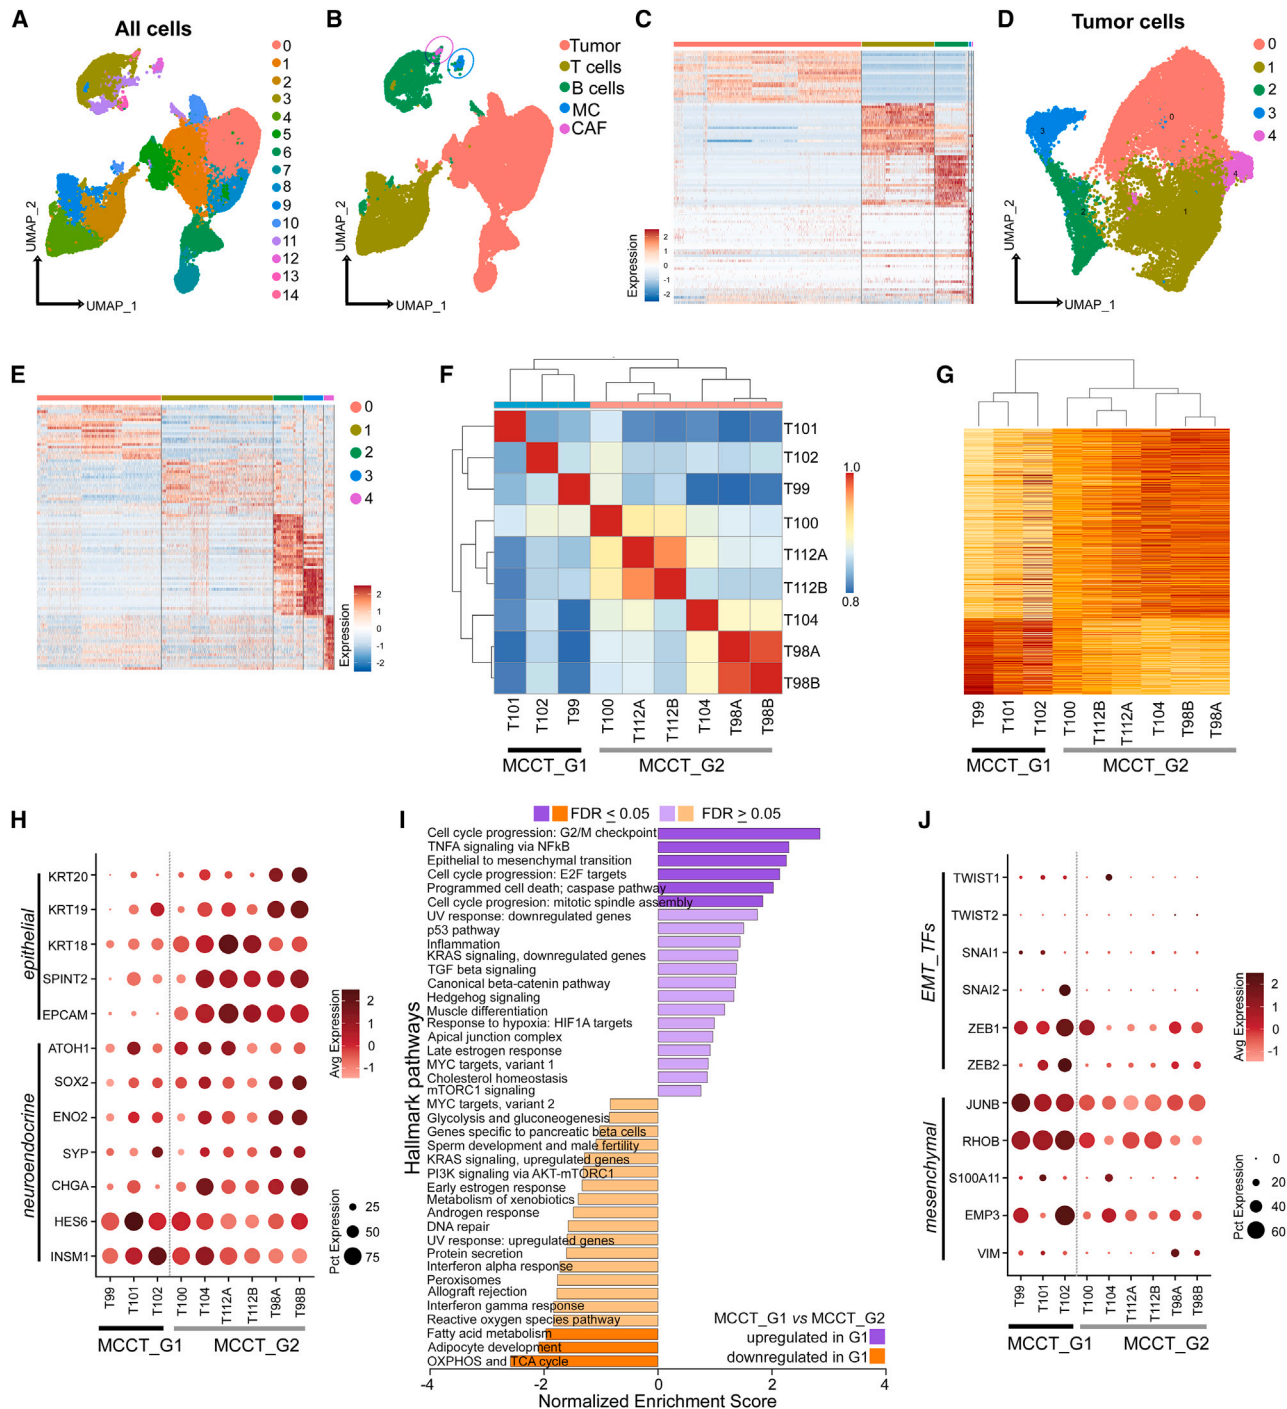 A
All cells
0
1
2
3
4
5
6
7
8
9
10
11
12
13
14
UMAP_2
UMAP_1
B
Tumor
T cells
B cells
MC
CAF
UMAP_2
UMAP_1
C
Expression
2
1
0
-1
-2
D
Tumor cells
0
1
2
3
4
0
1
2
3
4
UMAP_2
UMAP_1
E
0
1
2
3
4
Expression
2
1
0
-1
-2
F
T101
T102
T99
T100
T112A
T112B
T104
T98A
T98B
1.0
0.8
T101
T102
T99
T100
T112A
T112B
T104
T98A
T98B
MCCT_G1
MCCT_G2
G
T99
T101
T102
T100
T112B
T112A
T104
T98B
T98A
MCCT_G1
MCCT_G2
H
epithelial
neuroendocrine
KRT20
KRT19
KRT18
SPINT2
EPCAM
ATOH1
SOX2
ENO2
SYP
CHGA
HES6
INSM1
Avg Expression
2
1
0
-1
Pct Expression
25
50
75
T99
T101
T102
T100
T104
T112A
T112B
T98A
T98B
MCCT_G1
MCCT_G2
I
FDR ≤ 0.05
FDR ≥ 0.05
Hallmark pathways
Cell cycle progression: G2/M checkpoint
TNFA signaling via NFkB
Epithelial to mesenchymal transition
Cell cycle progression: E2F targets
Programmed cell death; caspase pathway
Cell cycle progresion: mitotic spindle assembly
UV response: downregulated genes
p53 pathway
Inflammation
KRAS signaling, downregulated genes
TGF beta signaling
Canonical beta-catenin pathway
Hedgehog signaling
Muscle differentiation
Response to hypoxia: HIF1A targets
Apical junction complex
Late estrogen response
MYC targets, variant 1
Cholesterol homeostasis
mTORC1 signaling
MYC targets, variant 2
Glycolysis and gluconeogenesis
Genes specific to pancreatic beta cells
Sperm development and male fertility
KRAS signaling, upregulated genes
PI3K signaling via AKT-mTORC1
Early estrogen response
Metabolism of xenobiotics
Androgen response
DNA repair
UV response: upregulated genes
Protein secretion
Interferon alpha response
Peroxisomes
Allograft rejection
Interferon gamma response
Reactive oxygen species pathway
Fatty acid metabolism
Adipocyte development
OXPHOS and TCA cycle
MCCT_G1 vs MCCT_G2
upregulated in G1
downregulated in G1
-4
-2
0
2
4
Normalized Enrichment Score
J
EMT_TFs
mesenchymal
TWIST1
TWIST2
SNAI1
SNAI2
ZEB1
ZEB2
JUNB
RHOB
S100A11
EMP3
VIM
Avg Expression
2
1
0
-1
Pct Expression
0
20
40
60
T99
T101
T102
T100
T104
T112A
T112B
T98A
T98B
MCCT_G1
MCCT_G2